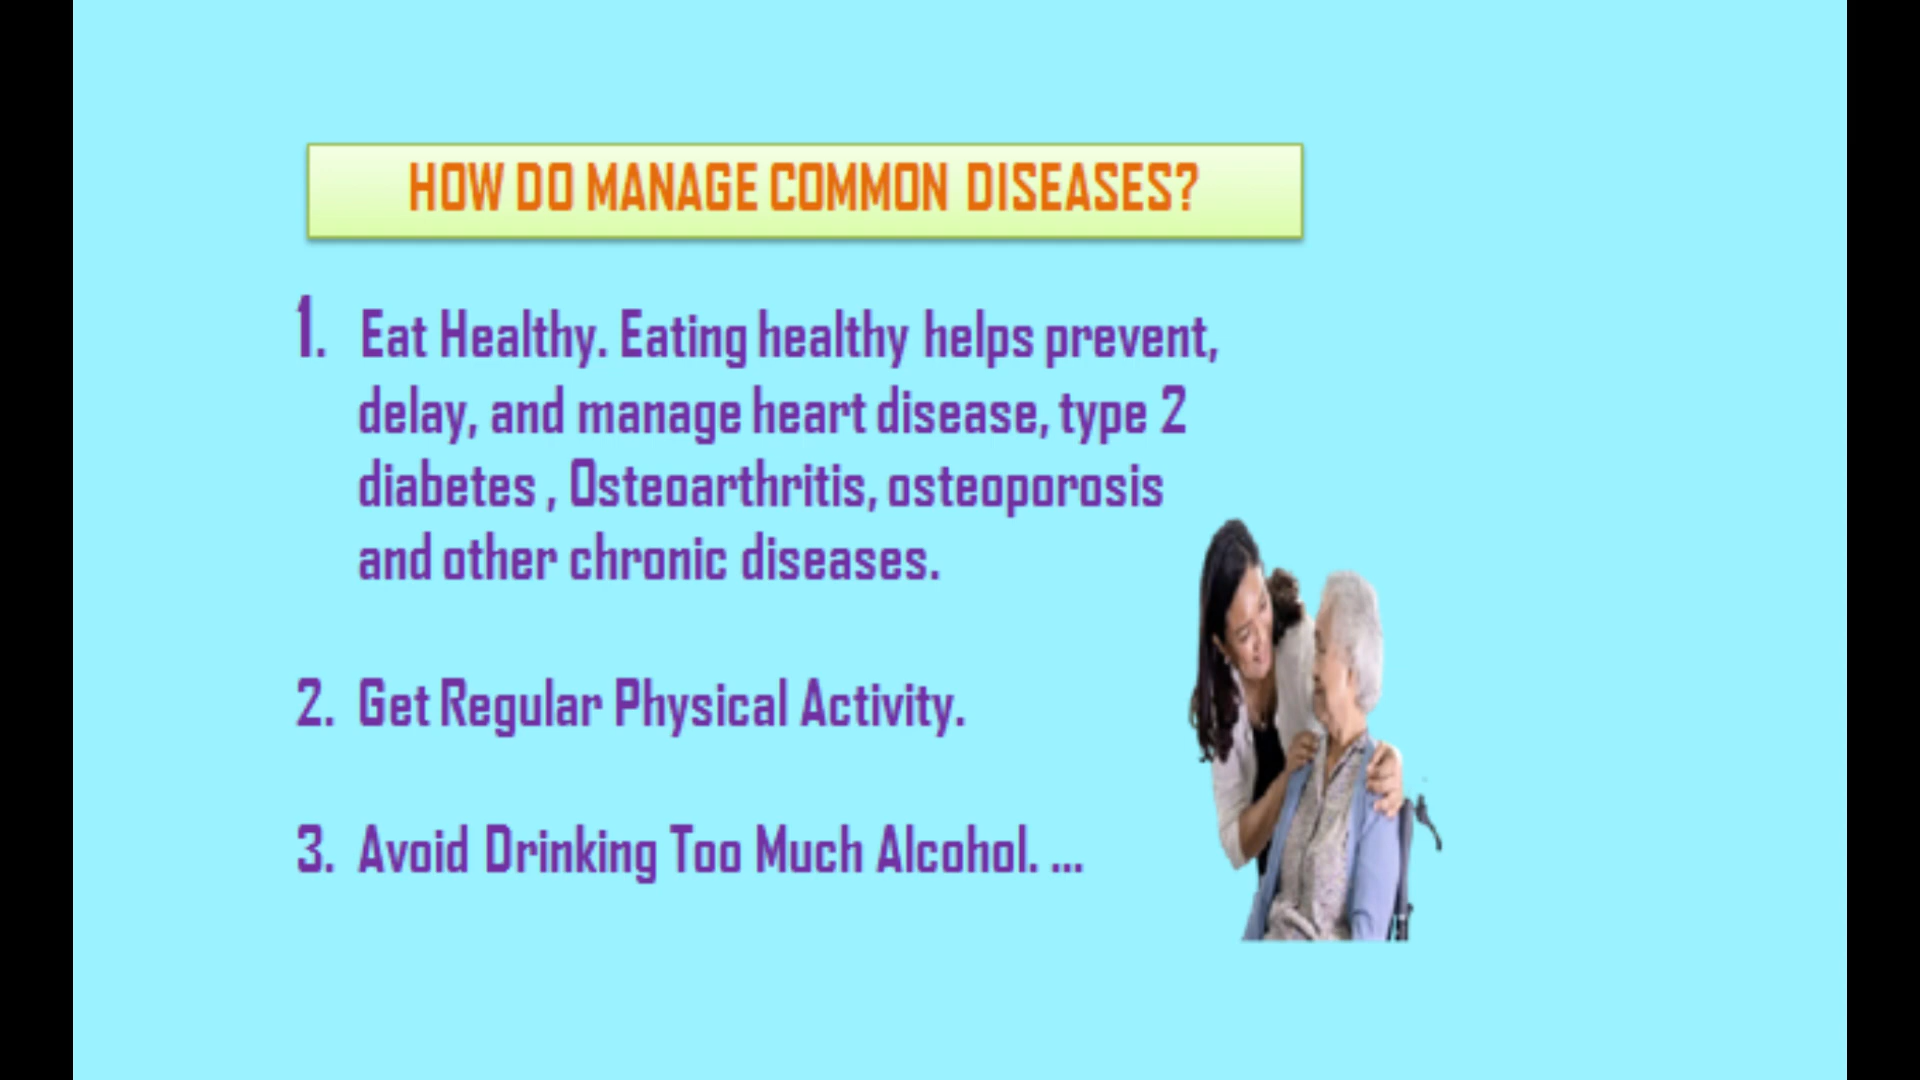 HOW DO MANAGE COMMON DISEASES?
1. Eat Healthy. Eating healthy helps prevent,
delay, and manage heart disease, type 2
diabetes , Osteoarthritis, osteoporosis
and other chronic diseases.
2. Get Regular Physical Activity.
3. Avoid Drinking Too Much Alcohol. ...